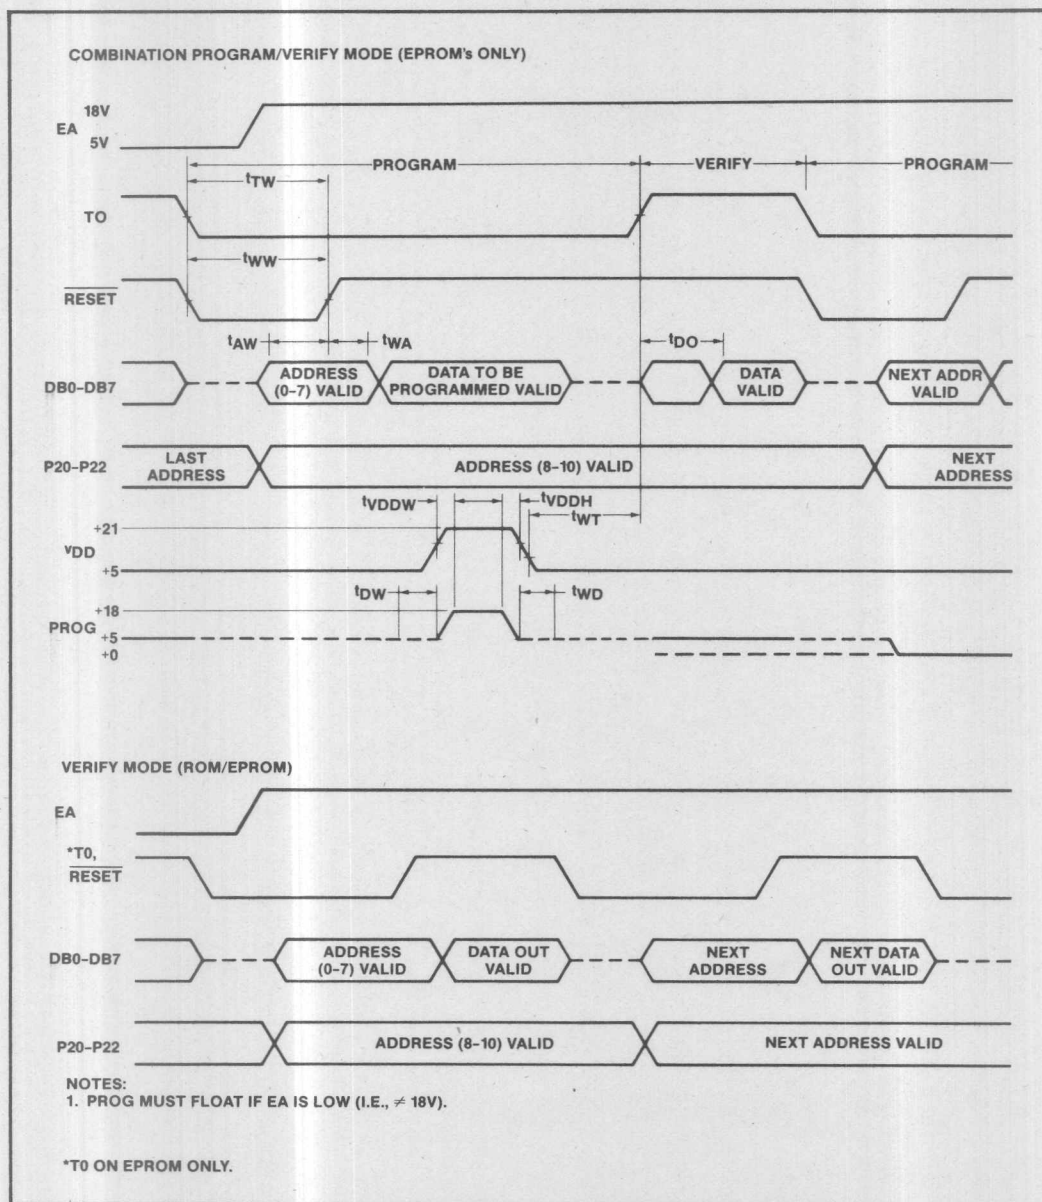 COMBINATION PROGRAM/VERIFY MODE (EPROM's ONLY)
18V
EA
5V
PROGRAM
VERIFY
PROGRAM
tTW
TO
tWW
RESET
tAW
tWA
tDO
DB0–DB7
ADDRESS
(0–7) VALID
DATA TO BE
PROGRAMMED VALID
DATA
VALID
NEXT ADDR
VALID
P20–P22
LAST
ADDRESS
ADDRESS (8–10) VALID
NEXT
ADDRESS
tVDDW
tVDDH
tWT
+21
VDD
+5
tDW
tWD
+18
PROG
+5
+0
VERIFY MODE (ROM/EPROM)
EA
*T0,
RESET
DB0–DB7
ADDRESS
(0–7) VALID
DATA OUT
VALID
NEXT
ADDRESS
NEXT DATA
OUT VALID
P20–P22
ADDRESS (8–10) VALID
NEXT ADDRESS VALID
NOTES:
1. PROG MUST FLOAT IF EA IS LOW (I.E., ≠ 18V).
*T0 ON EPROM ONLY.